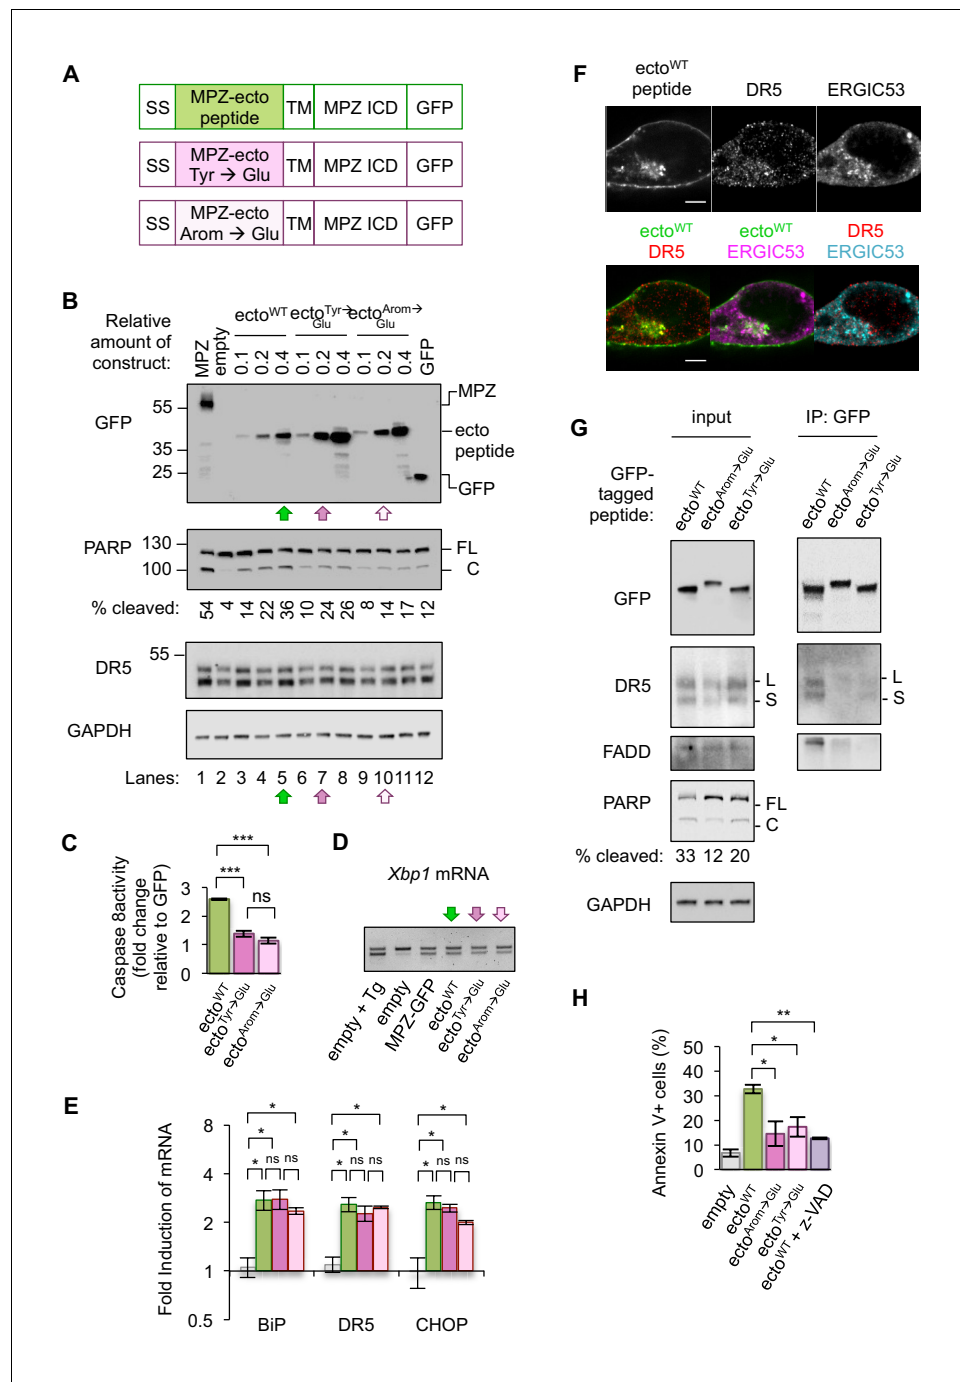 A
SS MPZ-ecto peptide TM MPZ ICD GFP
SS MPZ-ecto Tyr → Glu TM MPZ ICD GFP
SS MPZ-ecto Arom → Glu TM MPZ ICD GFP
B
Relative amount of construct:
ectoWT ectoTyr→Glu ectoArom→Glu
MPZ empty 0.1 0.2 0.4 0.1 0.2 0.4 0.1 0.2 0.4 GFP
GFP
55
35
25
MPZ
ecto peptide
GFP
PARP
130
100
FL
C
% cleaved: 54 4 14 22 36 10 24 26 8 14 17 12
DR5
55
GAPDH
Lanes: 1 2 3 4 5 6 7 8 9 10 11 12
C
Caspase 8activity
(fold change
relative to GFP)
3
2
1
0
*** *** ns
ectoWT
ectoTyr→Glu
ectoArom→Glu
D
Xbp1 mRNA
empty + Tg
empty
MPZ-GFP
ectoWT
ectoTyr→Glu
ectoArom→Glu
E
Fold Induction of mRNA
8
4
2
1
0.5
* * * ns ns
* * * ns ns
* * * ns ns
BiP DR5 CHOP
F
ectoWT peptide DR5 ERGIC53
ectoWT DR5
ectoWT ERGIC53
DR5 ERGIC53
G
input IP: GFP
GFP-tagged peptide:
ectoWT ectoArom→Glu ectoTyr→Glu
ectoWT ectoArom→Glu ectoTyr→Glu
GFP
DR5
L
S
L
S
FADD
PARP
FL
C
% cleaved: 33 12 20
GAPDH
H
Annexin V+ cells (%)
50
40
30
20
10
0
** * *
empty
ectoWT
ectoArom→Glu
ectoTyr→Glu
ectoWT + z-VAD